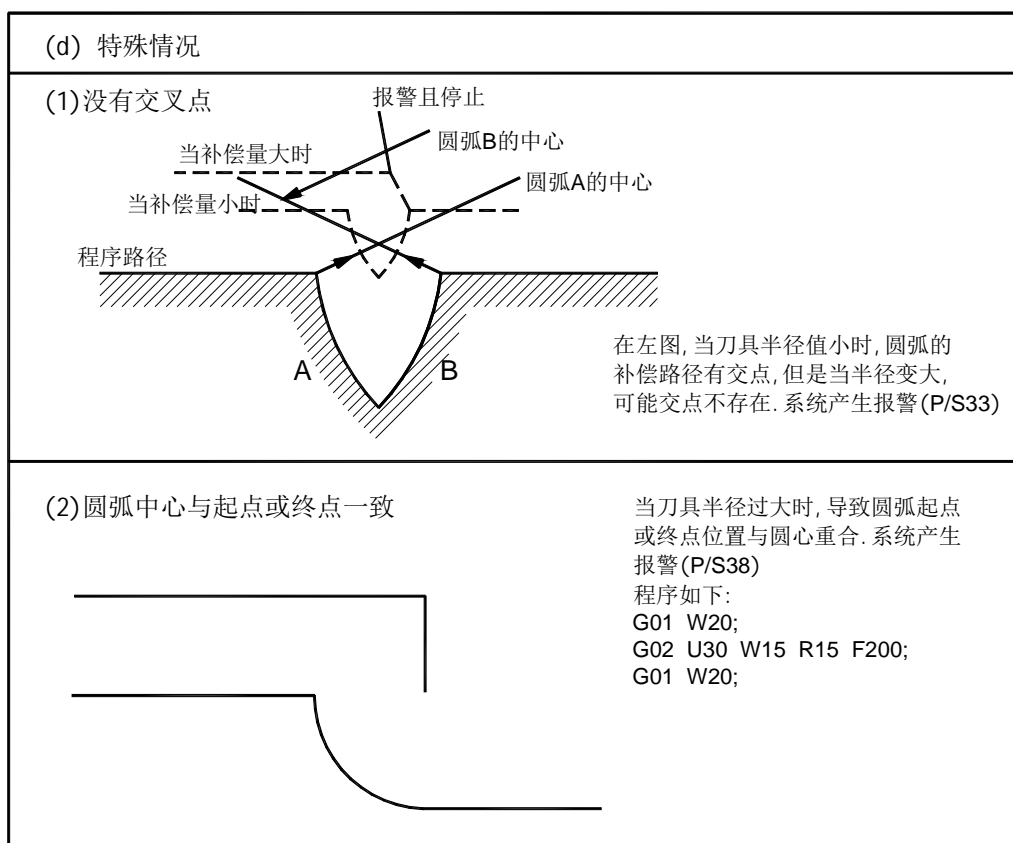 (d) 特殊情况
(1)没有交叉点
报警且停止
圆弧B的中心
当补偿量大时
圆弧A的中心
当补偿量小时
程序路径
A
B
在左图, 当刀具半径值小时, 圆弧的
补偿路径有交点, 但是当半径变大,
可能交点不存在. 系统产生报警(P/S33)
(2)圆弧中心与起点或终点一致
当刀具半径过大时, 导致圆弧起点
或终点位置与圆心重合. 系统产生
报警(P/S38)
程序如下:
G01 W20;
G02 U30 W15 R15 F200;
G01 W20;